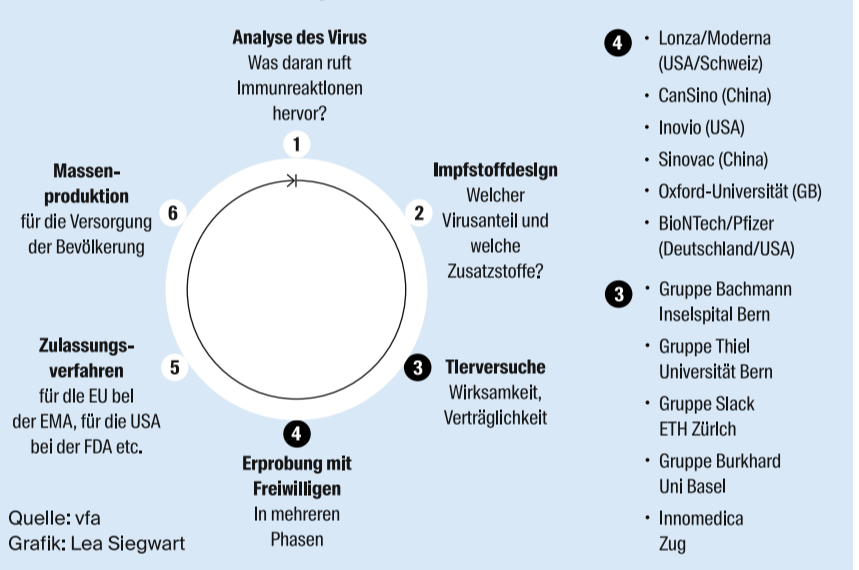 Analyse des Virus
Was daran ruft
Immunreaktionen
hervor?
1
Impfstoffdesign
Welcher
Virusanteil und
welche
Zusatzstoffe?
2
3
Tierversuche
Wirksamkeit,
Verträglichkeit
4
Erprobung mit
Freiwilligen
In mehreren
Phasen
5
Zulassungs-
verfahren
für die EU bei
der EMA, für die USA
bei der FDA etc.
6
Massen-
produktion
für die Versorgung
der Bevölkerung
Quelle: vfa
Grafik: Lea Siegwart
4
• Lonza/Moderna
(USA/Schweiz)
• CanSino (China)
• Inovio (USA)
• Sinovac (China)
• Oxford-Universität (GB)
• BioNTech/Pfizer
(Deutschland/USA)
3
• Gruppe Bachmann
Inselspital Bern
• Gruppe Thiel
Universität Bern
• Gruppe Slack
ETH Zürich
• Gruppe Burkhard
Uni Basel
• Innomedica
Zug